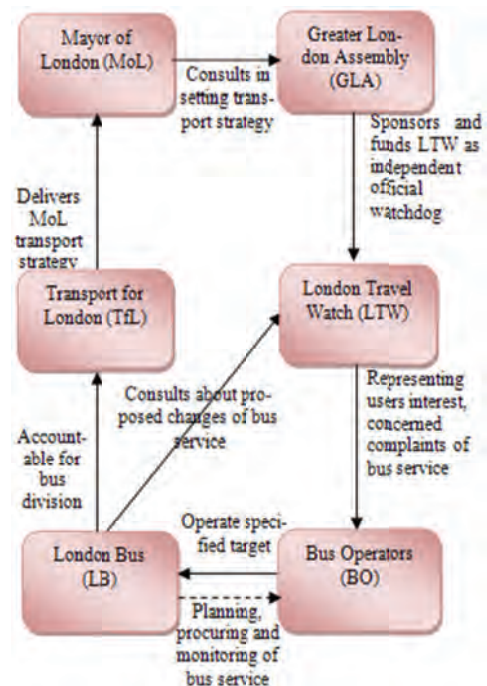 Mayor of
London (MoL)
Consults in
setting trans-
port strategy
Greater Lon-
don Assembly
(GLA)
Sponsors and
funds LTW as
independent
official
watchdog
Delivers
MoL
transport
strategy
Transport for
London (TfL)
London Travel
Watch (LTW)
Consults about pro-
posed changes of bus
service
Representing
users interest,
concerned
complaints of
bus service
Account-
able for
bus
division
Operate speci-
fied target
London Bus
(LB)
Bus Operators
(BO)
Planning,
procuring and
monitoring of
bus service